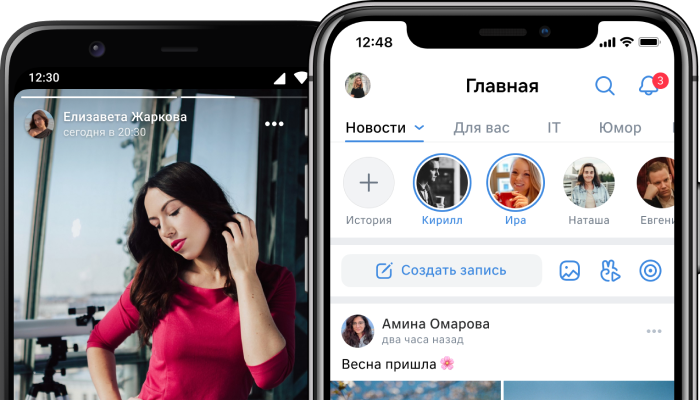 12:30
Елизавета Жаркова
сегодня в 20:30
12:48
Главная
3
Новости
Для вас
IT
Юмор
История
Кирилл
Ира
Наташа
Евгени
Создать запись
Амина Омарова
два часа назад
Весна пришла 🌸